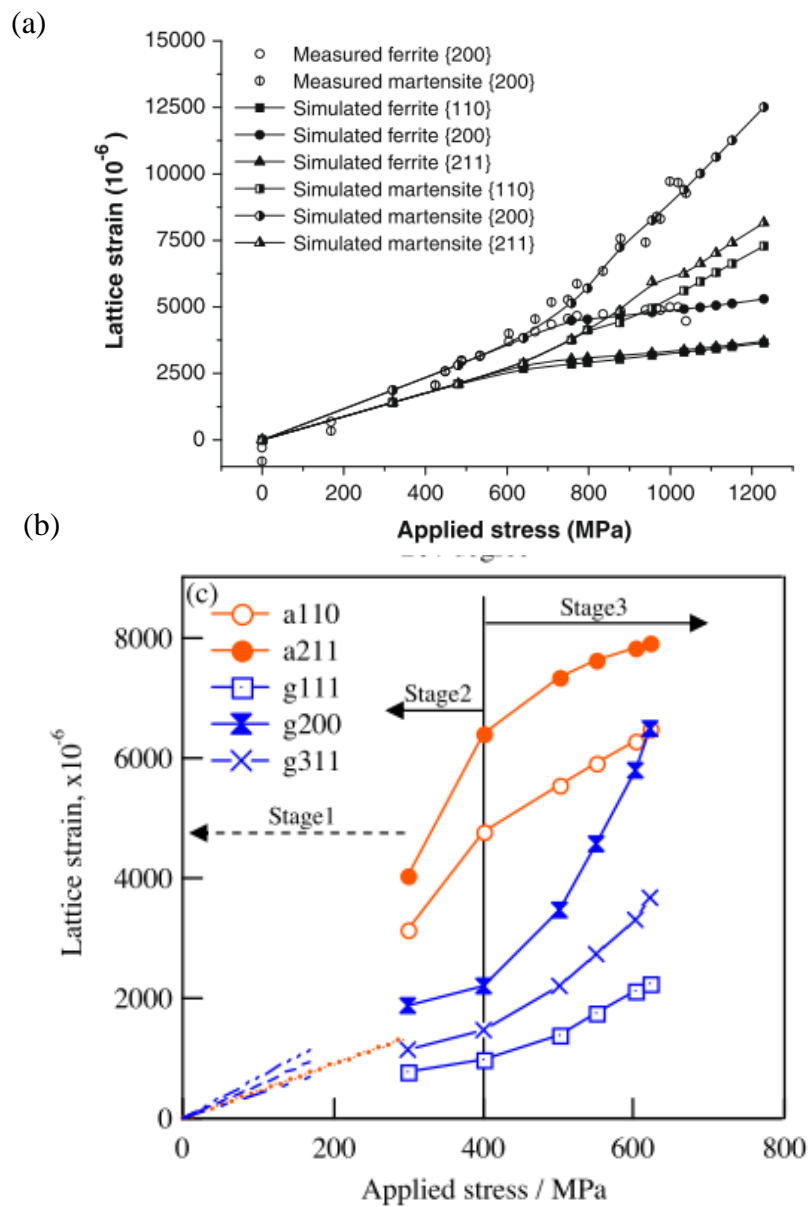 (a)
15000
12500
10000
7500
5000
2500
0
Lattice strain (10⁻⁶)
Measured ferrite {200}
Measured martensite {200}
Simulated ferrite {110}
Simulated ferrite {200}
Simulated ferrite {211}
Simulated martensite {110}
Simulated martensite {200}
Simulated martensite {211}
0 200 400 600 800 1000 1200
Applied stress (MPa)
(b)
(c)
a110
a211
g111
g200
g311
Stage3
Stage2
Stage1
8000
6000
4000
2000
0
Lattice strain, x10⁻⁶
0 200 400 600 800
Applied stress / MPa